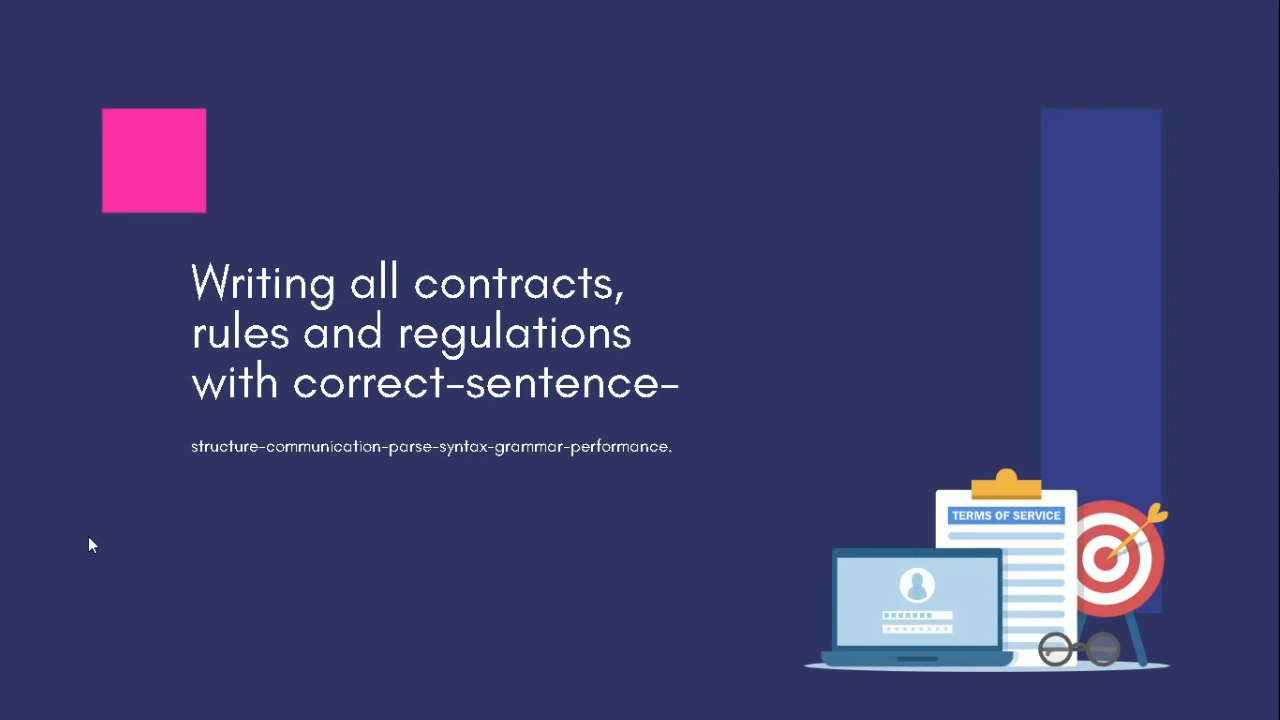 Writing all contracts,
rules and regulations
with correct-sentence-
structure-communication-parse-syntax-grammar-performance.
TERMS OF SERVICE